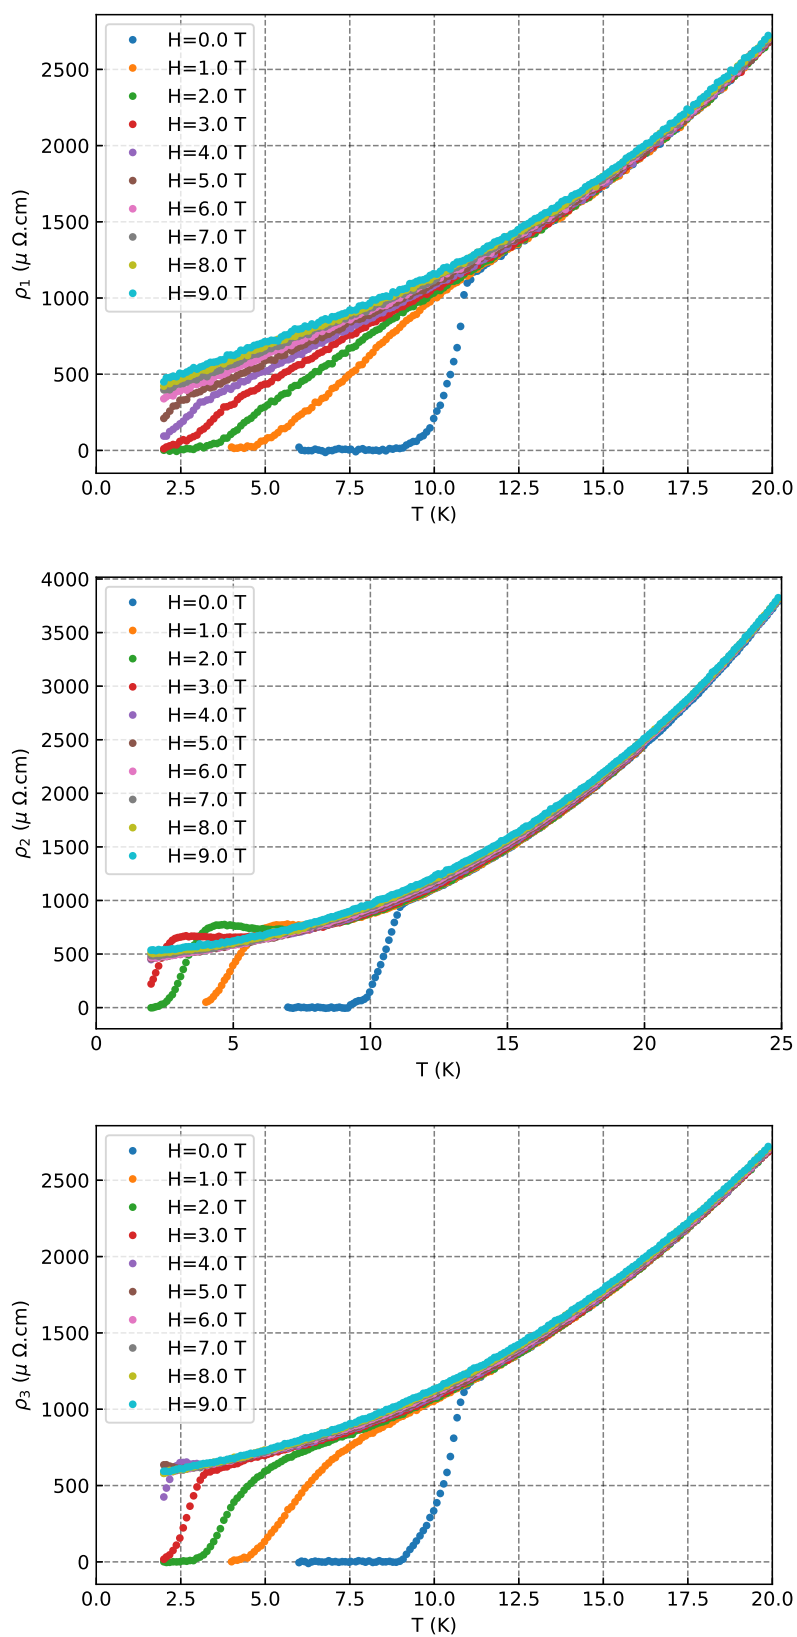 2500
2000
1500
1000
500
0
ρ₁ (μ Ω.cm)
H=0.0 T
H=1.0 T
H=2.0 T
H=3.0 T
H=4.0 T
H=5.0 T
H=6.0 T
H=7.0 T
H=8.0 T
H=9.0 T
0.0 2.5 5.0 7.5 10.0 12.5 15.0 17.5 20.0
T (K)
4000
3500
3000
2500
2000
1500
1000
500
0
ρ₂ (μ Ω.cm)
H=0.0 T
H=1.0 T
H=2.0 T
H=3.0 T
H=4.0 T
H=5.0 T
H=6.0 T
H=7.0 T
H=8.0 T
H=9.0 T
0 5 10 15 20 25
T (K)
2500
2000
1500
1000
500
0
ρ₃ (μ Ω.cm)
H=0.0 T
H=1.0 T
H=2.0 T
H=3.0 T
H=4.0 T
H=5.0 T
H=6.0 T
H=7.0 T
H=8.0 T
H=9.0 T
0.0 2.5 5.0 7.5 10.0 12.5 15.0 17.5 20.0
T (K)